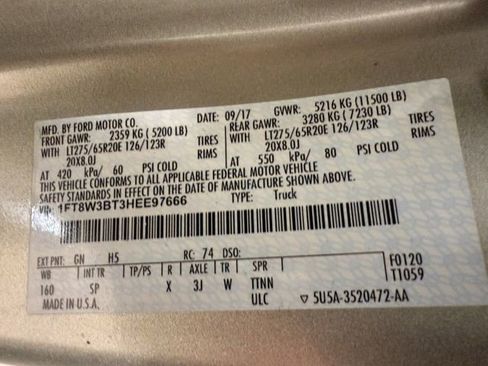 MFD. BY FORD MOTOR CO. DATE: 09/17 GVWR: 5216 KG (11500 LB)
FRONT GAWR: 2359 KG (5200 LB) REAR GAWR: 3280 KG (7230 LB)
WITH LT275/65R20E 126/123R TIRES WITH LT275/65R20E 126/123R TIRES
20X8.0J RIMS 20X8.0J RIMS
AT 420 kPa/ 60 PSI COLD AT 550 kPa/ 80 PSI COLD
THIS VEHICLE CONFORMS TO ALL APPLICABLE FEDERAL MOTOR VEHICLE
SAFETY STANDARDS IN EFFECT ON THE DATE OF MANUFACTURE SHOWN ABOVE.
VIN: 1FT8W3BT3HEE97666 TYPE: Truck
EXT PNT: GN H5 RC: 74 DSO: F0120
WB INT TR TP/PS R AXLE TR SPR T1059
160 SP X 3J W TTNN
MADE IN U.S.A. ULC ▽ 5U5A-3520472-AA